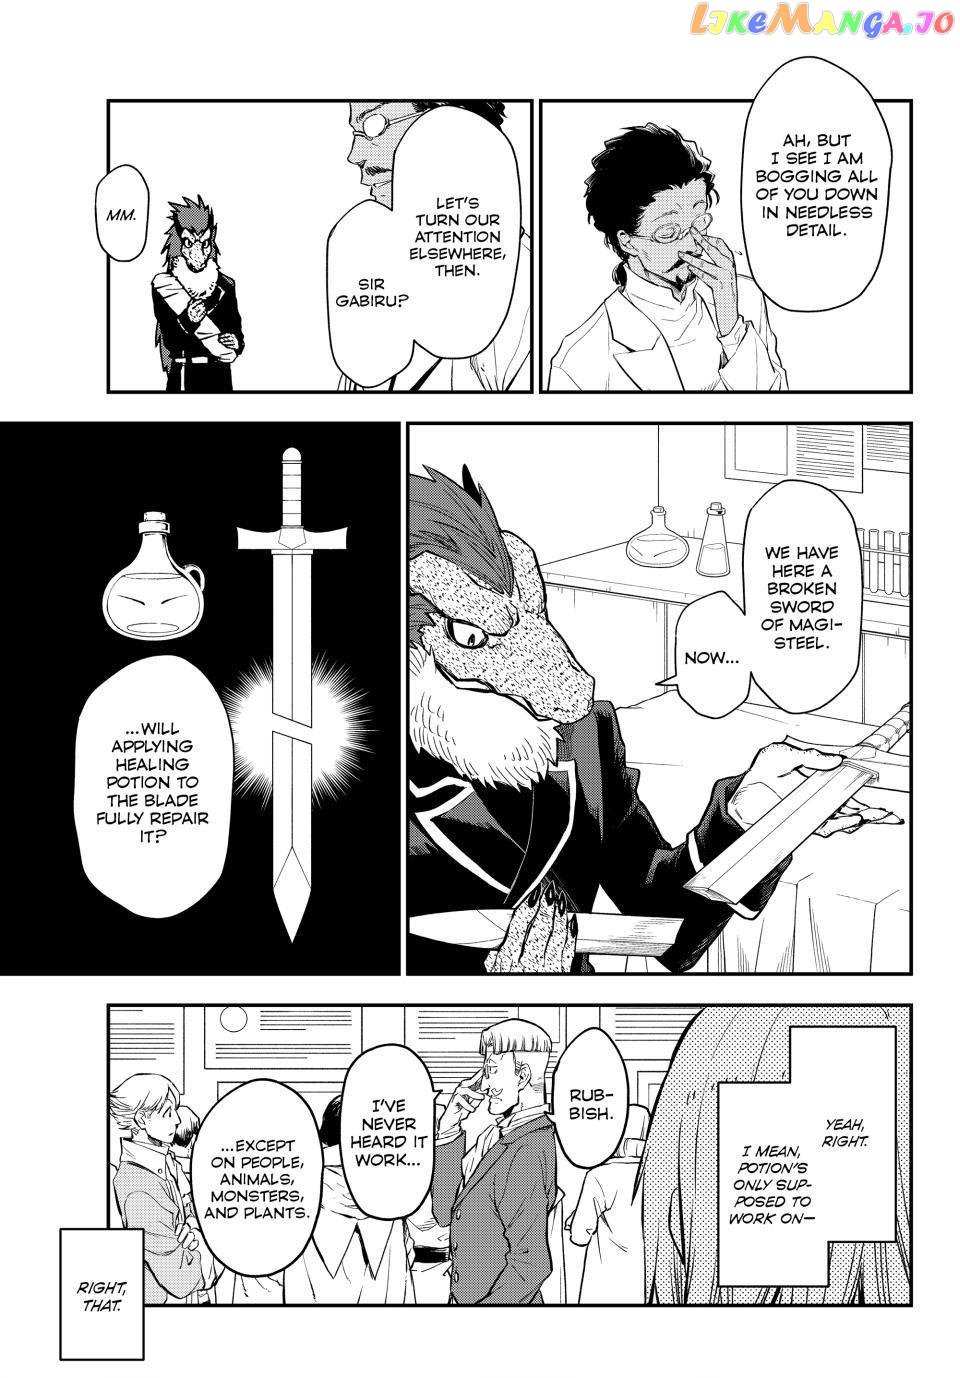 LIKEMANGA.IO
AH, BUT
I SEE I AM
BOGGING ALL
OF YOU DOWN
IN NEEDLESS
DETAIL.
LET'S
TURN OUR
ATTENTION
ELSEWHERE,
THEN.
SIR
GABIRU?
MM.
WE HAVE
HERE A
BROKEN
SWORD
OF MAGI-
STEEL.
NOW...
...WILL
APPLYING
HEALING
POTION TO
THE BLADE
FULLY REPAIR
IT?
YEAH,
RIGHT.
I MEAN,
POTION'S
ONLY SUP-
POSED TO
WORK ON—
RUB-
BISH.
I'VE
NEVER
HEARD IT
WORK...
...EXCEPT
ON PEOPLE,
ANIMALS,
MONSTERS,
AND PLANTS.
RIGHT,
THAT.